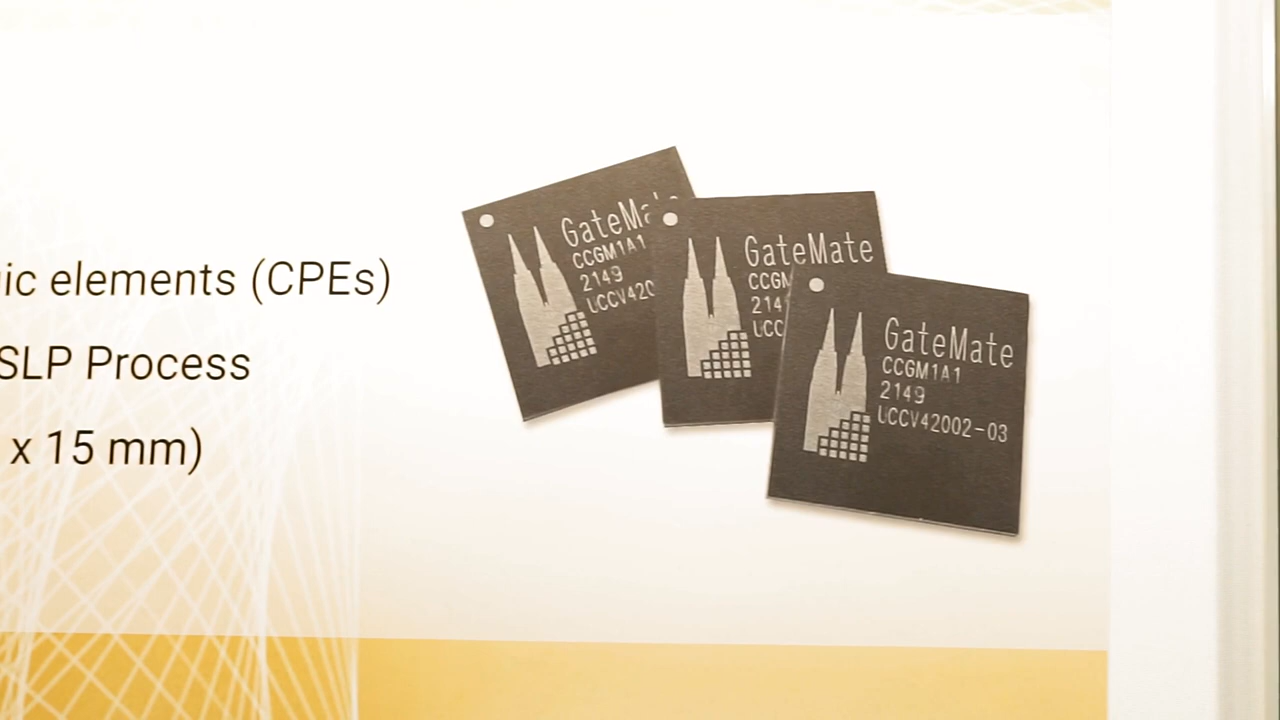 ic elements (CPEs)
SLP Process
x 15 mm)
GateMa
CCGM1A1
2149
UCCV420
GateMate
CCGM
214
UCC
GateMate
CCGM1A1
2149
UCCV42002-03